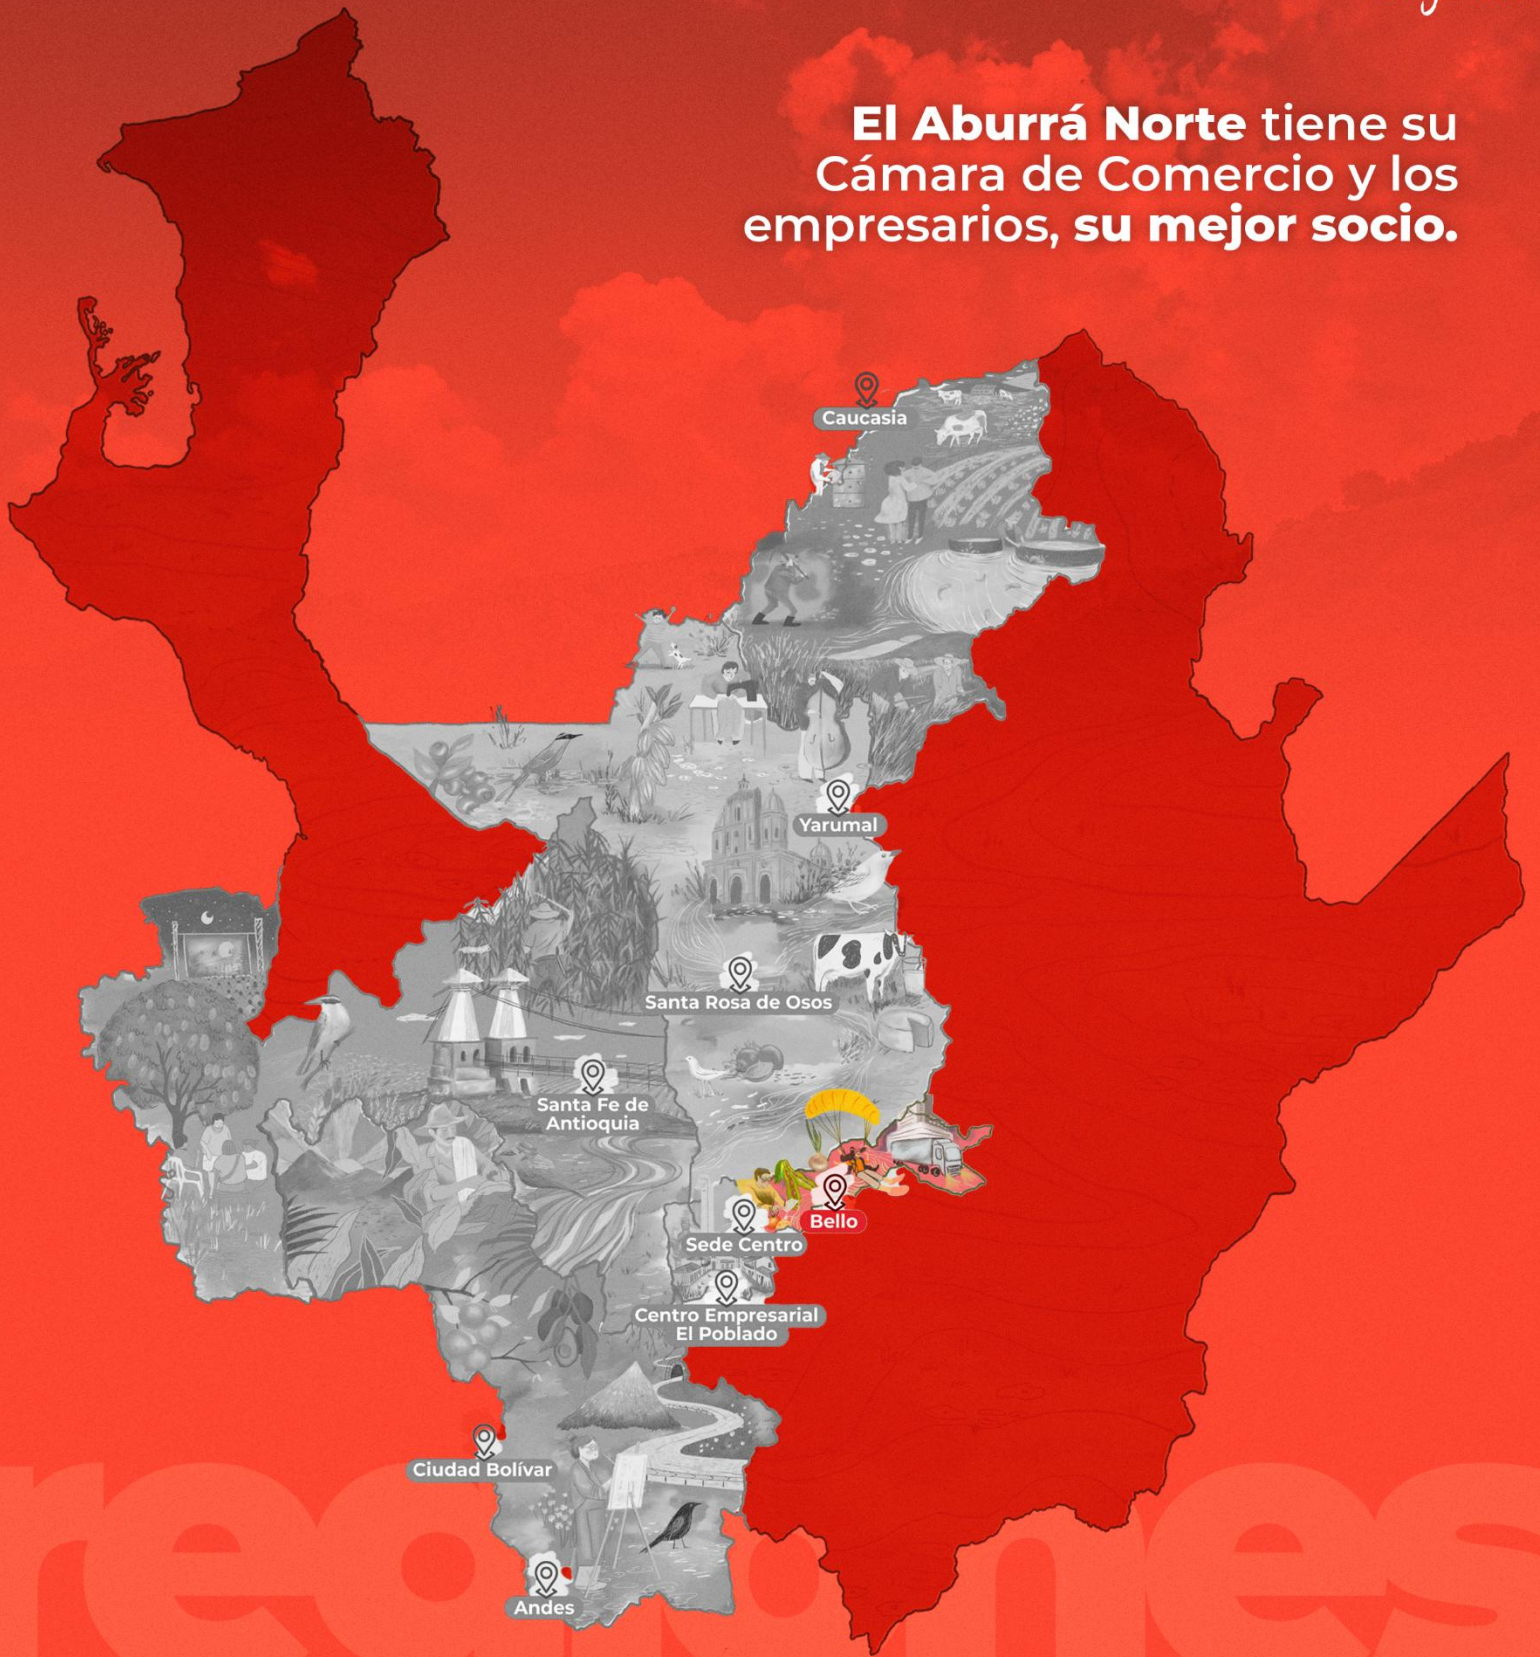 El Aburrá Norte tiene su
Cámara de Comercio y los
empresarios, su mejor socio.
Caucasia
Yarumal
Santa Rosa de Osos
Santa Fe de
Antioquia
Bello
Sede Centro
Centro Empresarial
El Poblado
Ciudad Bolívar
Andes
regiones